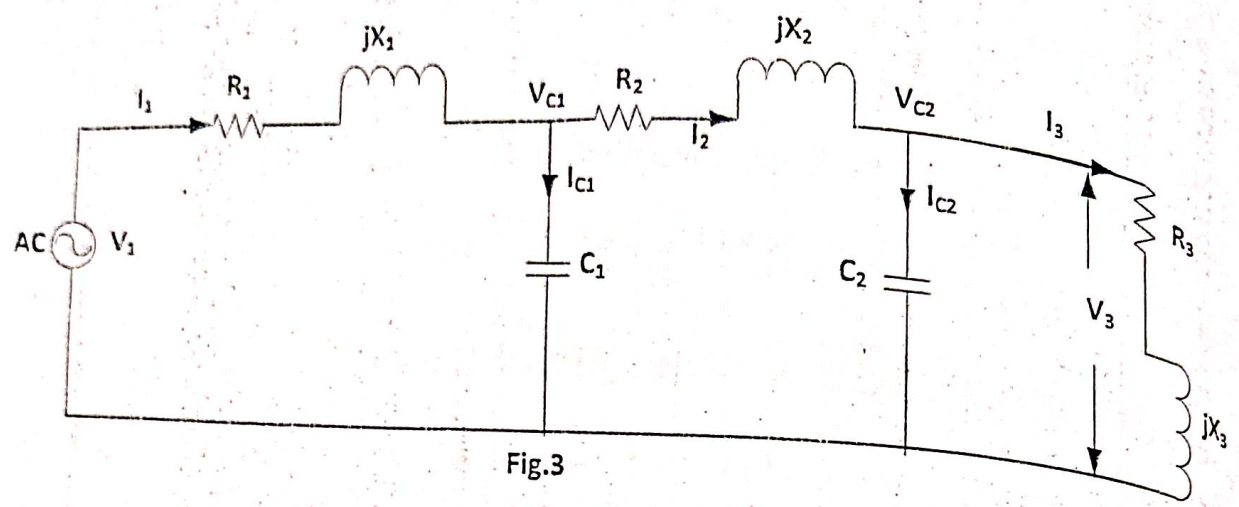 jX₁
jX₂
I₁
R₁
V_C1
R₂
I₂
V_C2
I₃
I_C1
I_C2
AC
V₁
C₁
C₂
R₃
V₃
jX₃
Fig.3